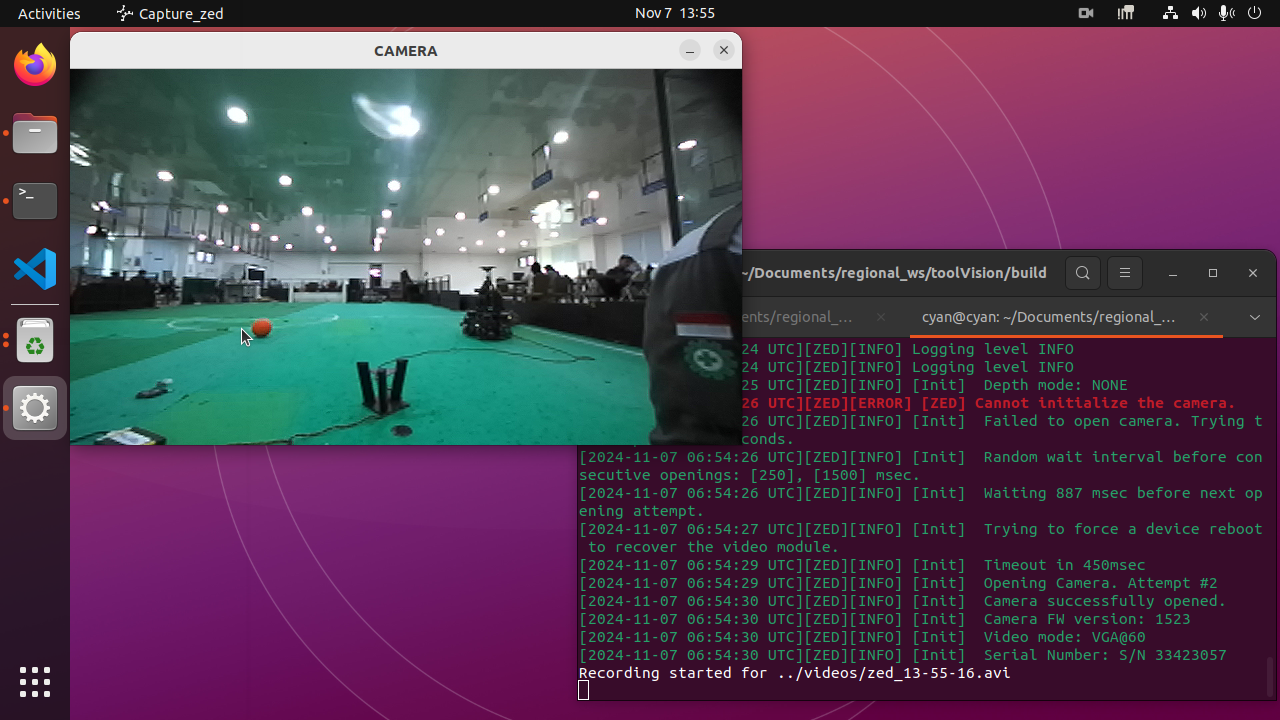 Activities
Capture_zed
Nov 7 13:55
CAMERA
~/Documents/regional_ws/toolVision/build
ents/regional_...
cyan@cyan: ~/Documents/regional_...
24 UTC][ZED][INFO] Logging level INFO
24 UTC][ZED][INFO] Logging level INFO
25 UTC][ZED][INFO] [Init]  Depth mode: NONE
26 UTC][ZED][ERROR] [ZED] Cannot initialize the camera.
26 UTC][ZED][INFO] [Init]  Failed to open camera. Trying t
conds.
[2024-11-07 06:54:26 UTC][ZED][INFO] [Init]  Random wait interval before con
secutive openings: [250], [1500] msec.
[2024-11-07 06:54:26 UTC][ZED][INFO] [Init]  Waiting 887 msec before next op
ening attempt.
[2024-11-07 06:54:27 UTC][ZED][INFO] [Init]  Trying to force a device reboot
 to recover the video module.
[2024-11-07 06:54:29 UTC][ZED][INFO] [Init]  Timeout in 450msec
[2024-11-07 06:54:29 UTC][ZED][INFO] [Init]  Opening Camera. Attempt #2
[2024-11-07 06:54:30 UTC][ZED][INFO] [Init]  Camera successfully opened.
[2024-11-07 06:54:30 UTC][ZED][INFO] [Init]  Camera FW version: 1523
[2024-11-07 06:54:30 UTC][ZED][INFO] [Init]  Video mode: VGA@60
[2024-11-07 06:54:30 UTC][ZED][INFO] [Init]  Serial Number: S/N 33423057
Recording started for ../videos/zed_13-55-16.avi